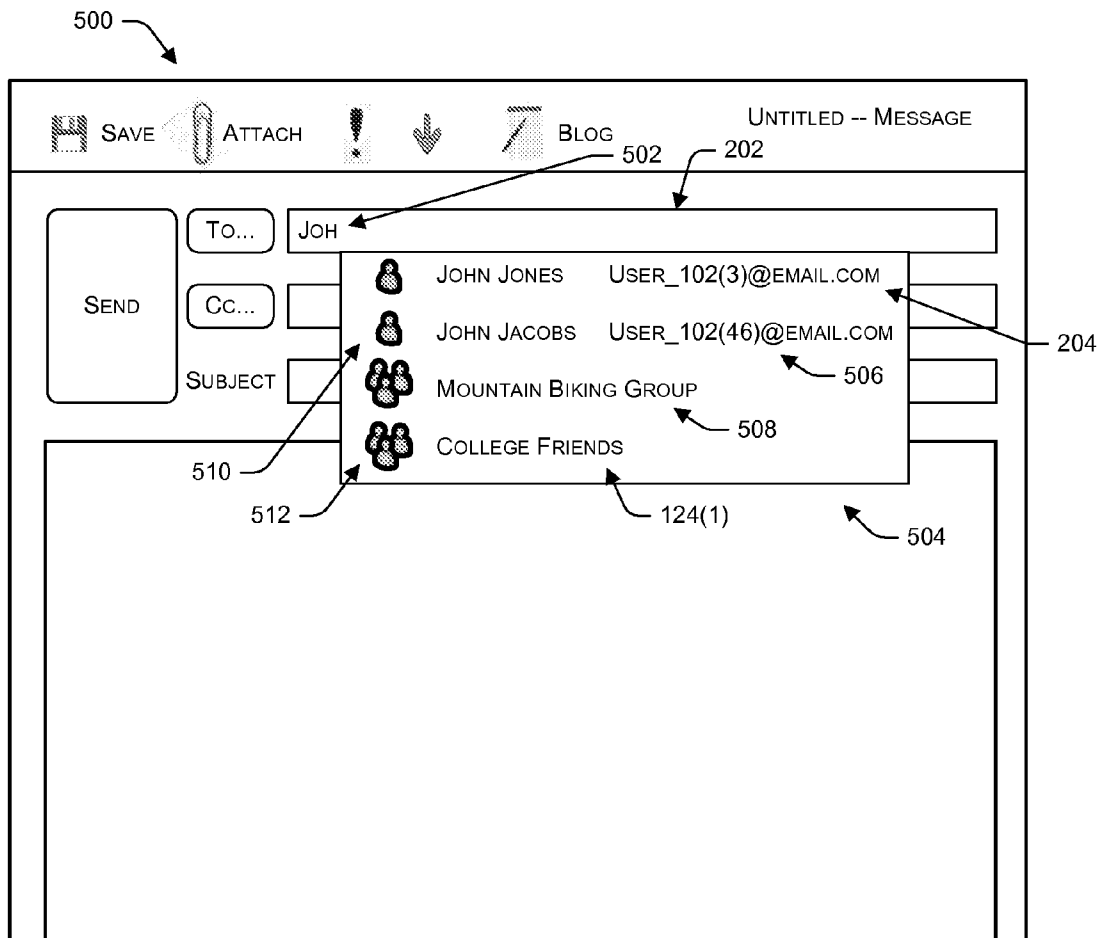 500
SAVE ATTACH BLOG UNTITLED -- MESSAGE
502 202
TO... JOH
JOHN JONES USER_102(3)@EMAIL.COM
SEND CC...
JOHN JACOBS USER_102(46)@EMAIL.COM
204
506
SUBJECT MOUNTAIN BIKING GROUP
508
COLLEGE FRIENDS
510
512 124(1)
504